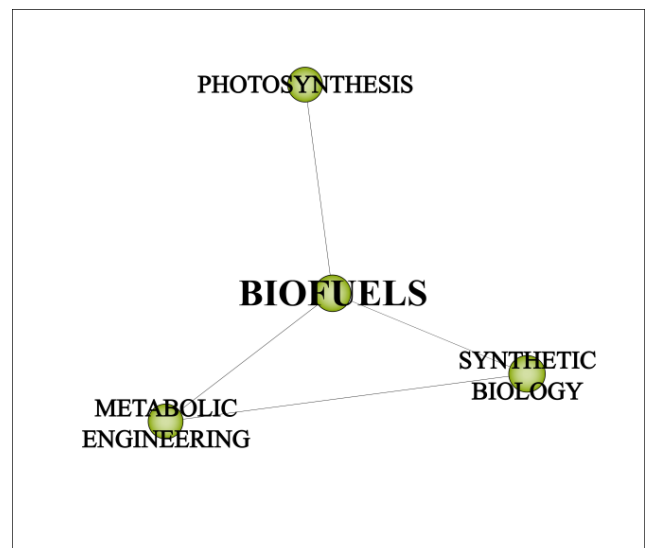 PHOTOSYNTHESIS
BIOFUELS
SYNTHETIC
BIOLOGY
METABOLIC
ENGINEERING